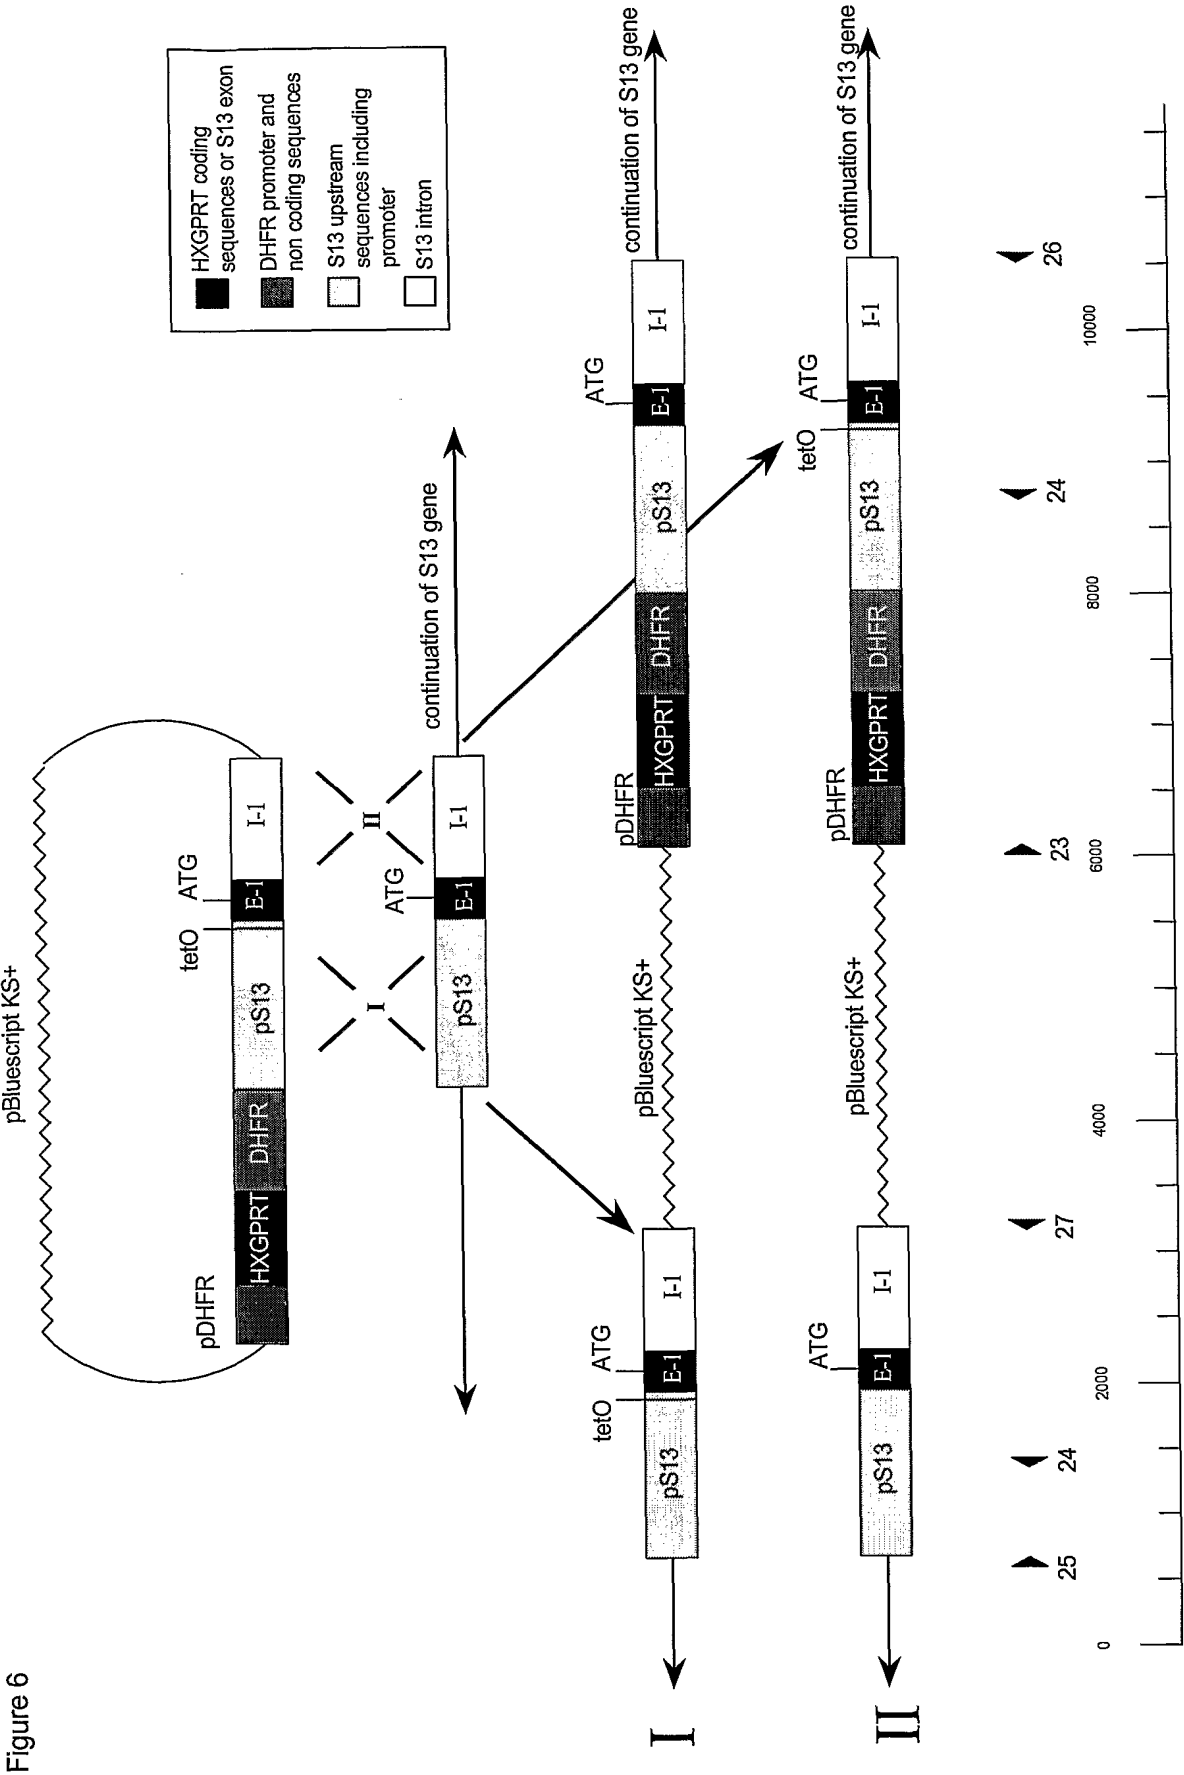 Figure 6
pBluescript KS+
pDHFR
HXGPRT
DHFR
pS13
tetO
ATG
E-1
I-1
HXGPRT coding
sequences or S13 exon
DHFR promoter and
non coding sequences
S13 upstream
sequences including
promoter
S13 intron
I
II
pS13
ATG
E-1
I-1
continuation of S13 gene
I
pS13
tetO
ATG
E-1
I-1
pBluescript KS+
pDHFR
HXGPRT
DHFR
pS13
ATG
E-1
I-1
continuation of S13 gene
II
pS13
ATG
E-1
I-1
pBluescript KS+
pDHFR
HXGPRT
DHFR
pS13
tetO
ATG
E-1
I-1
continuation of S13 gene
25
24
27
23
24
26
0
2000
4000
6000
8000
10000